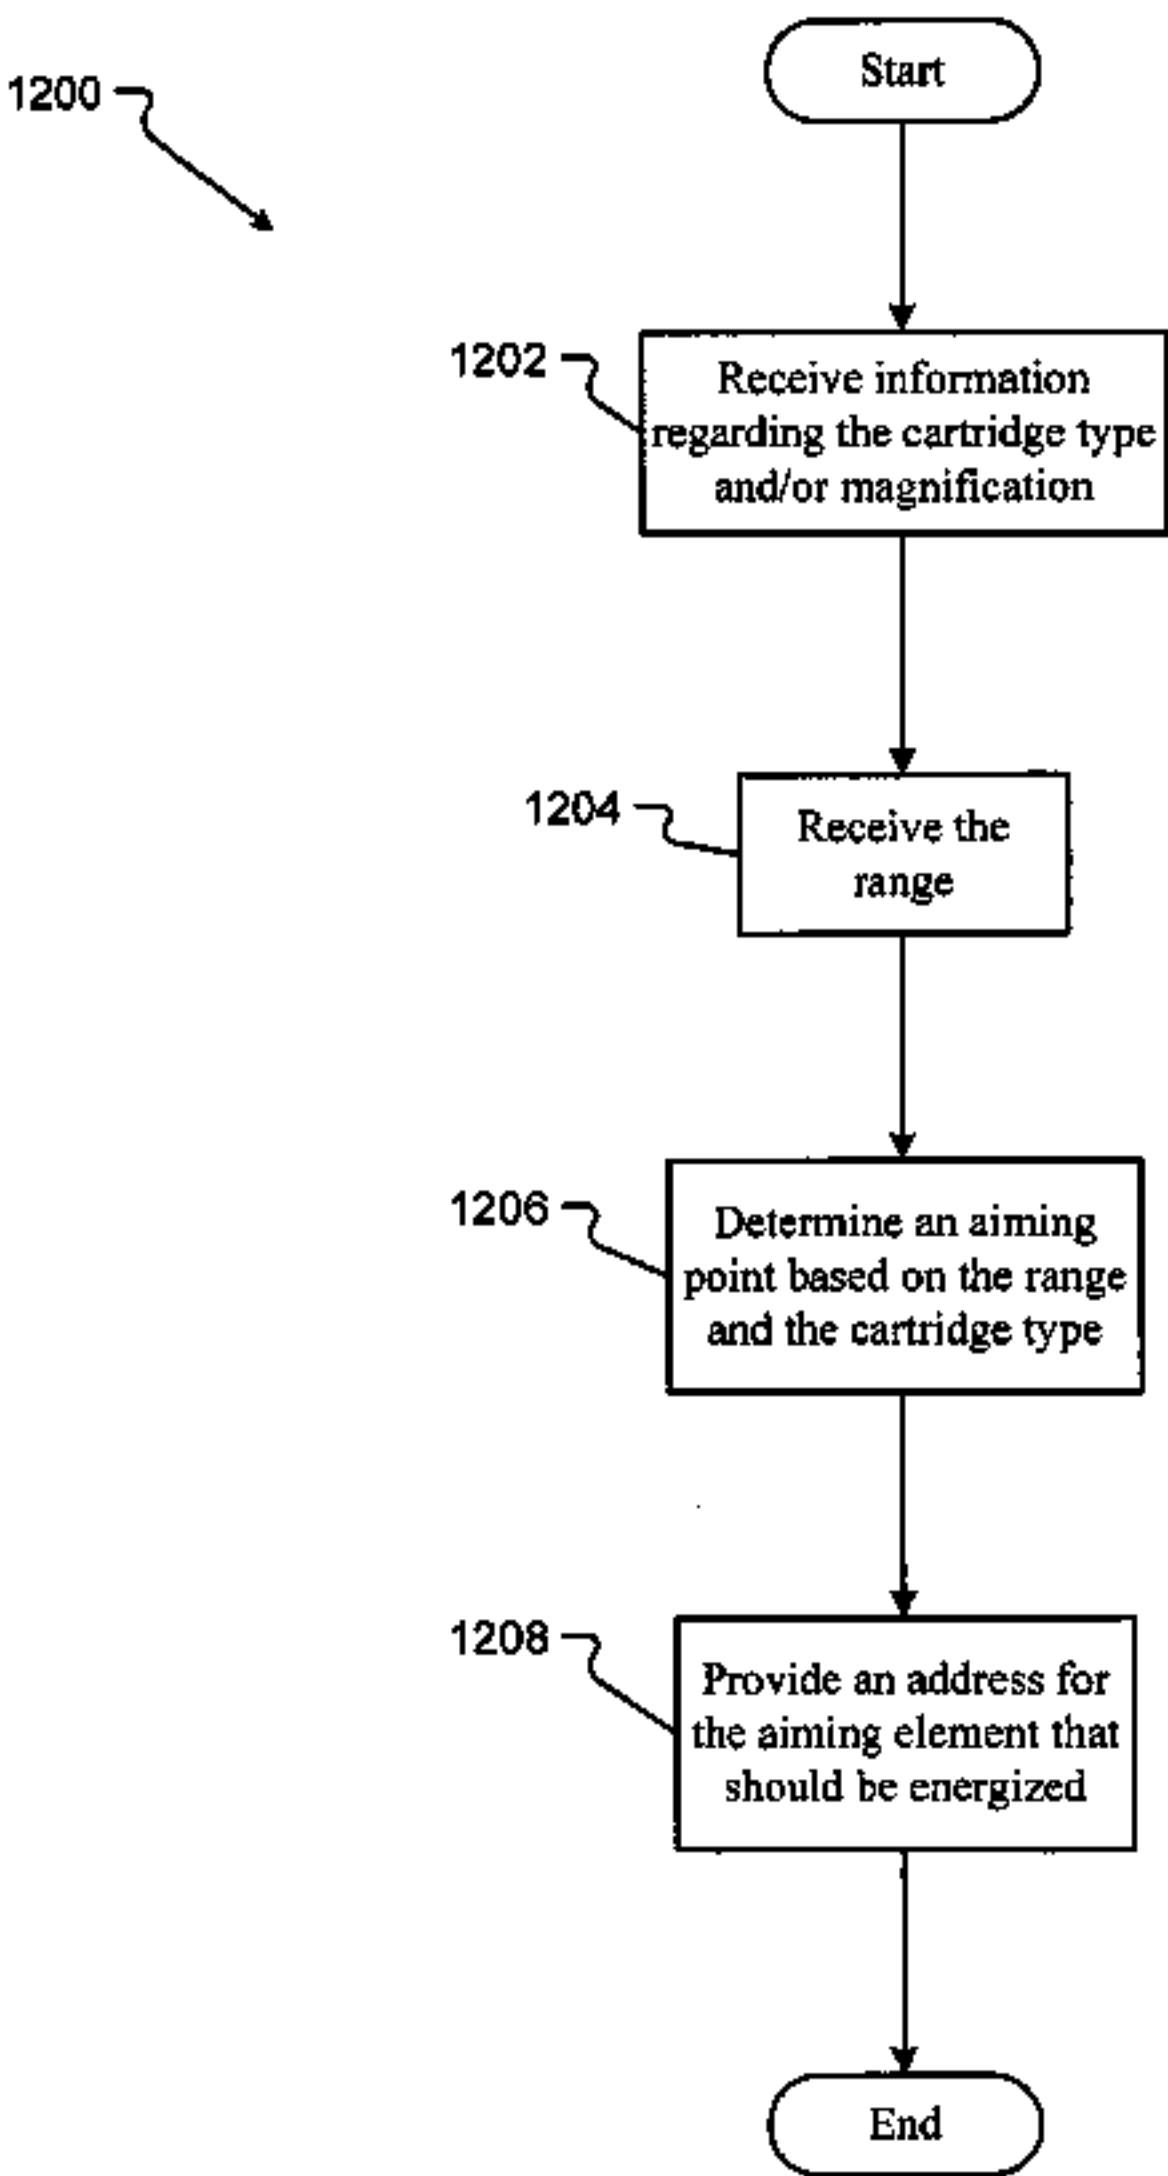 Start
1200
1202
Receive information
regarding the cartridge type
and/or magnification
1204
Receive the
range
1206
Determine an aiming
point based on the range
and the cartridge type
1208
Provide an address for
the aiming element that
should be energized
End